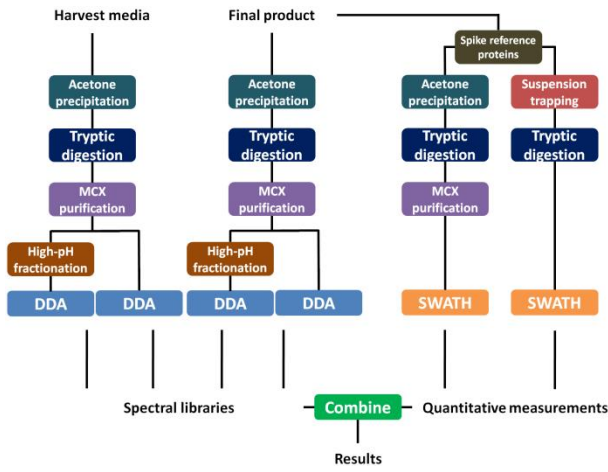 Harvest media
Final product
Spike reference
proteins
Acetone
precipitation
Acetone
precipitation
Acetone
precipitation
Suspension
trapping
Tryptic
digestion
Tryptic
digestion
Tryptic
digestion
Tryptic
digestion
MCX
purification
MCX
purification
MCX
purification
High-pH
fractionation
High-pH
fractionation
DDA
DDA
DDA
DDA
SWATH
SWATH
Spectral libraries
Combine
Quantitative measurements
Results